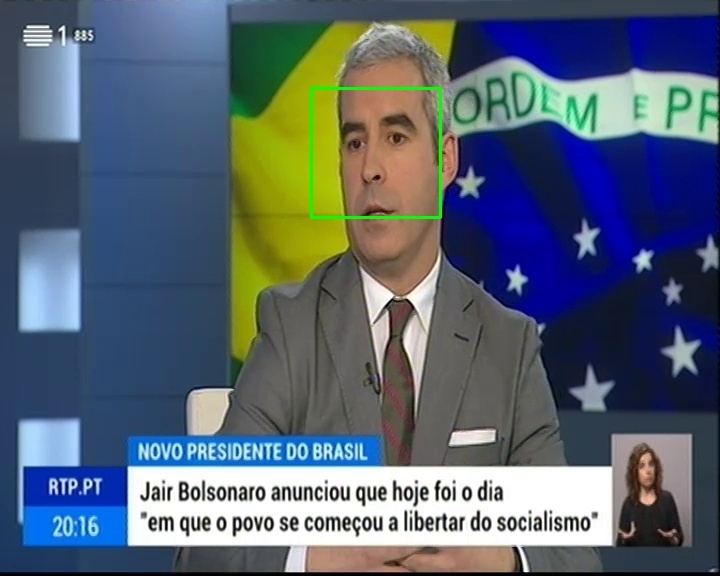 1 885
ORDEM E PR
NOVO PRESIDENTE DO BRASIL
RTP.PT
20:16
Jair Bolsonaro anunciou que hoje foi o dia
"em que o povo se começou a libertar do socialismo"